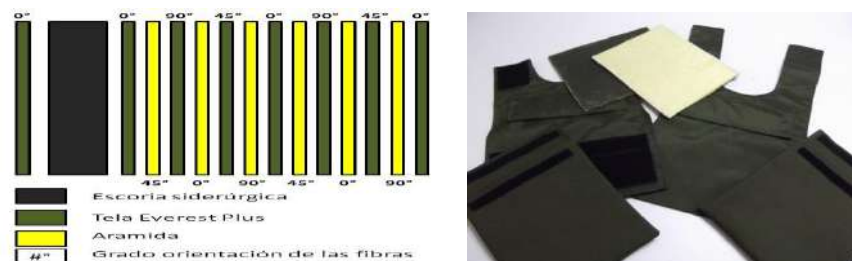 0° 0° 90° 45° 0° 90° 45° 0°
45° 0° 90° 45° 0° 90°
Escoria siderúrgica
Tela Everest Plus
Aramida
#° Grado orientación de las fibras